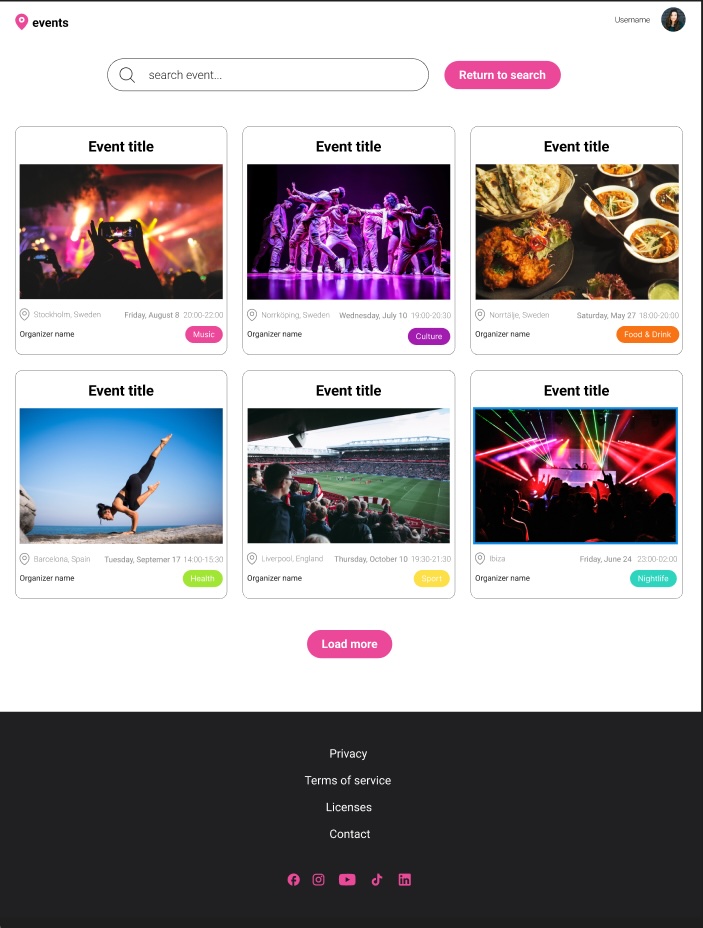 events
Username
search event...
Return to search
Event title
Event title
Event title
Stockholm, Sweden Friday, August 8 20:00-22:00
Norrköping, Sweden Wednesday, July 10 19:00-20:30
Norrtälje, Sweden Saturday, May 27 18:00-20:00
Organizer name Music
Organizer name Culture
Organizer name Food & Drink
Event title
Event title
Event title
Barcelona, Spain Tuesday, Septemer 17 14:00-15:30
Liverpool, England Thursday, October 10 19:30-21:30
Ibiza Friday, June 24 23:00-02:00
Organizer name Health
Organizer name Sport
Organizer name Nightlife
Load more
Privacy
Terms of service
Licenses
Contact